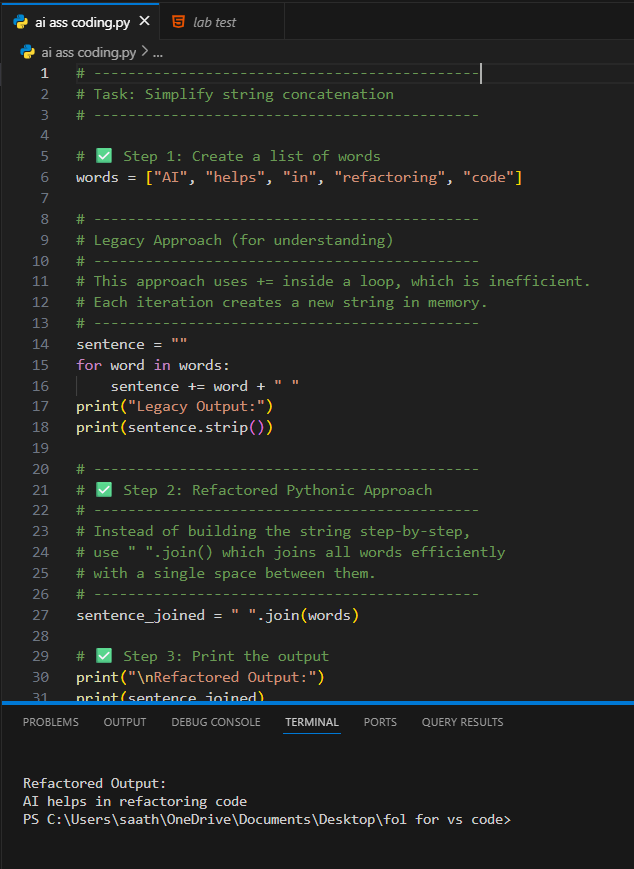 ai ass coding.py
lab test
ai ass coding.py > ...
1 # --------------------------------------------
2 # Task: Simplify string concatenation
3 # --------------------------------------------
4
5 # ✅ Step 1: Create a list of words
6 words = ["AI", "helps", "in", "refactoring", "code"]
7
8 # --------------------------------------------
9 # Legacy Approach (for understanding)
10 # --------------------------------------------
11 # This approach uses += inside a loop, which is inefficient.
12 # Each iteration creates a new string in memory.
13 # --------------------------------------------
14 sentence = ""
15 for word in words:
16     sentence += word + " "
17 print("Legacy Output:")
18 print(sentence.strip())
19
20 # --------------------------------------------
21 # ✅ Step 2: Refactored Pythonic Approach
22 # --------------------------------------------
23 # Instead of building the string step-by-step,
24 # use " ".join() which joins all words efficiently
25 # with a single space between them.
26 # --------------------------------------------
27 sentence_joined = " ".join(words)
28
29 # ✅ Step 3: Print the output
30 print("\nRefactored Output:")
31 print(sentence_joined)
PROBLEMS OUTPUT DEBUG CONSOLE TERMINAL PORTS QUERY RESULTS
Refactored Output:
AI helps in refactoring code
PS C:\Users\saath\OneDrive\Documents\Desktop\fol for vs code>